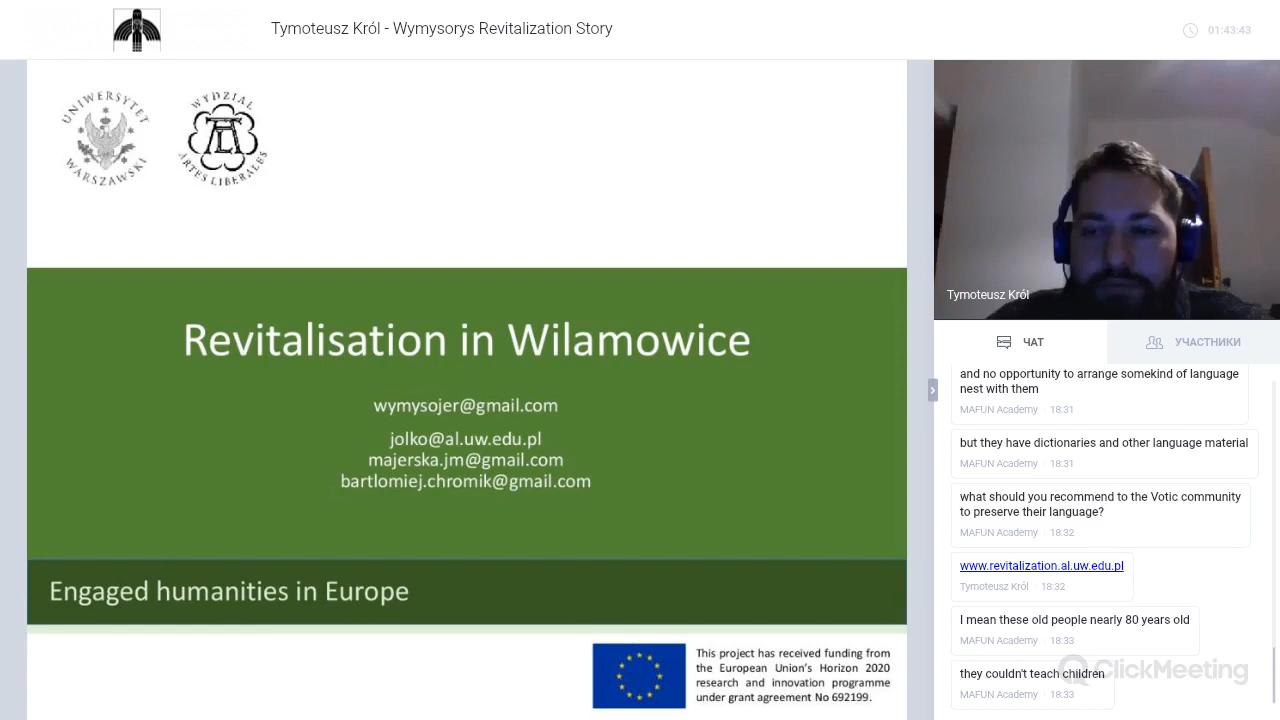 Tymoteusz Król - Wymysorys Revitalization Story
01:43:43
UNIWERSYTET
WARSZAWSKI
WYDZIAŁ
ARTES LIBERALES
AL
Revitalisation in Wilamowice
wymysojer@gmail.com
jolko@al.uw.edu.pl
majerska.jm@gmail.com
bartlomiej.chromik@gmail.com
Engaged humanities in Europe
This project has received funding from
the European Union's Horizon 2020
research and innovation programme
under grant agreement No 692199.
Tymoteusz Król
ЧАТ
УЧАСТНИКИ
and no opportunity to arrange somekind of language
nest with them
MAFUN Academy · 18:31
but they have dictionaries and other language material
MAFUN Academy · 18:31
what should you recommend to the Votic community
to preserve their language?
MAFUN Academy · 18:32
www.revitalization.al.uw.edu.pl
Tymoteusz Król · 18:32
I mean these old people nearly 80 years old
MAFUN Academy · 18:33
they couldn't teach children
MAFUN Academy · 18:33
ClickMeeting